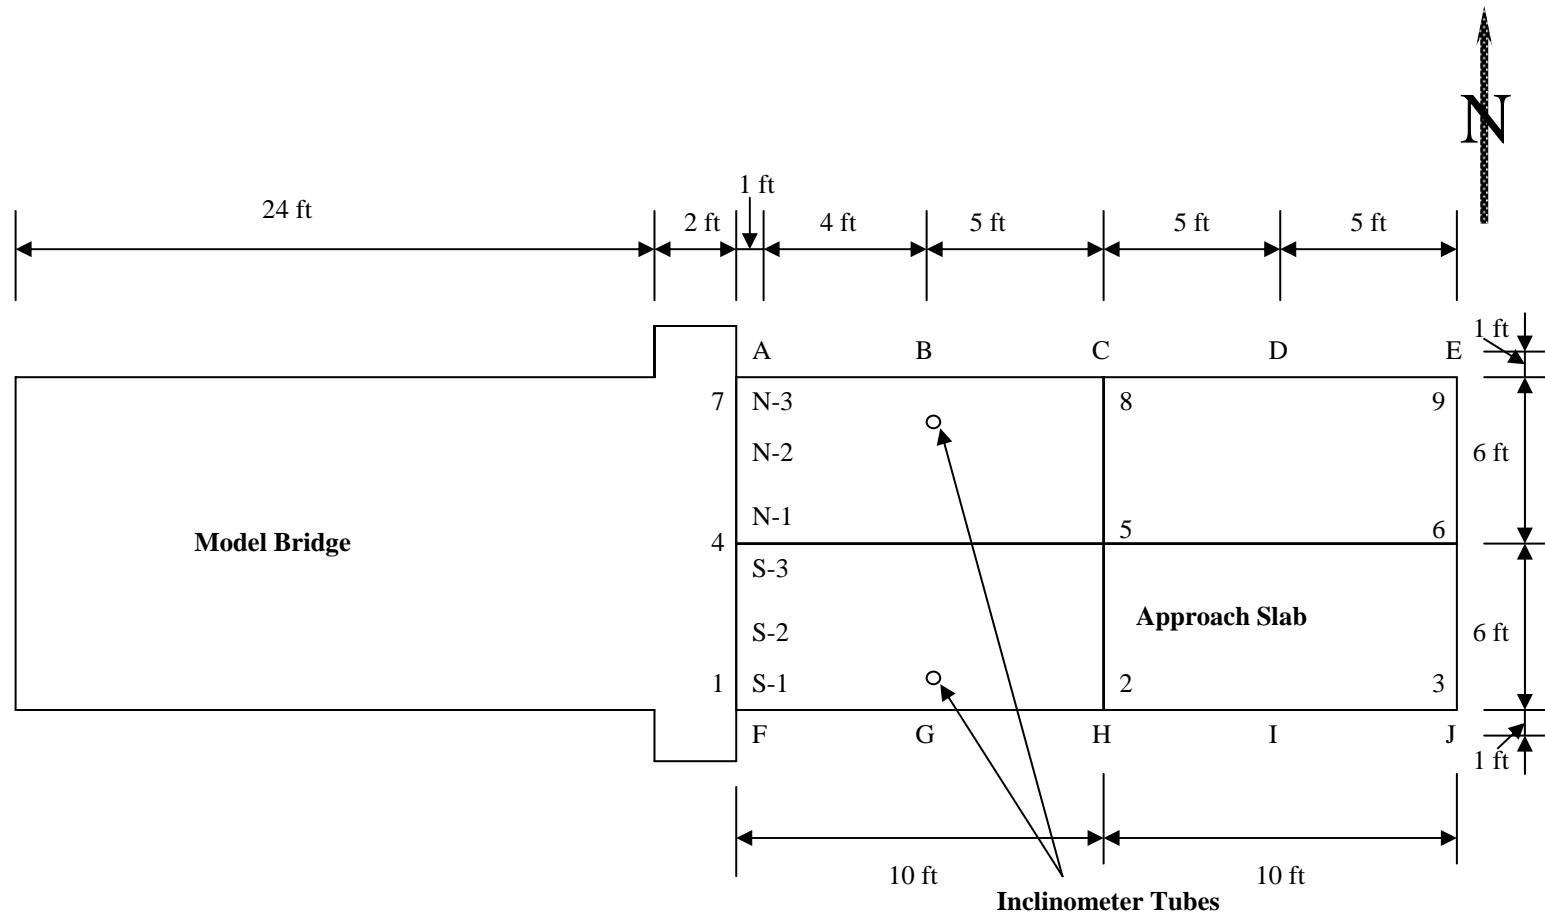 N
1 ft
24 ft
2 ft
4 ft
5 ft
5 ft
5 ft
1 ft
A
B
C
D
E
7
N-3
8
9
N-2
6 ft
N-1
Model Bridge
4
5
6
S-3
Approach Slab
S-2
6 ft
1
S-1
2
3
F
G
H
I
J
1 ft
10 ft
10 ft
Inclinometer Tubes